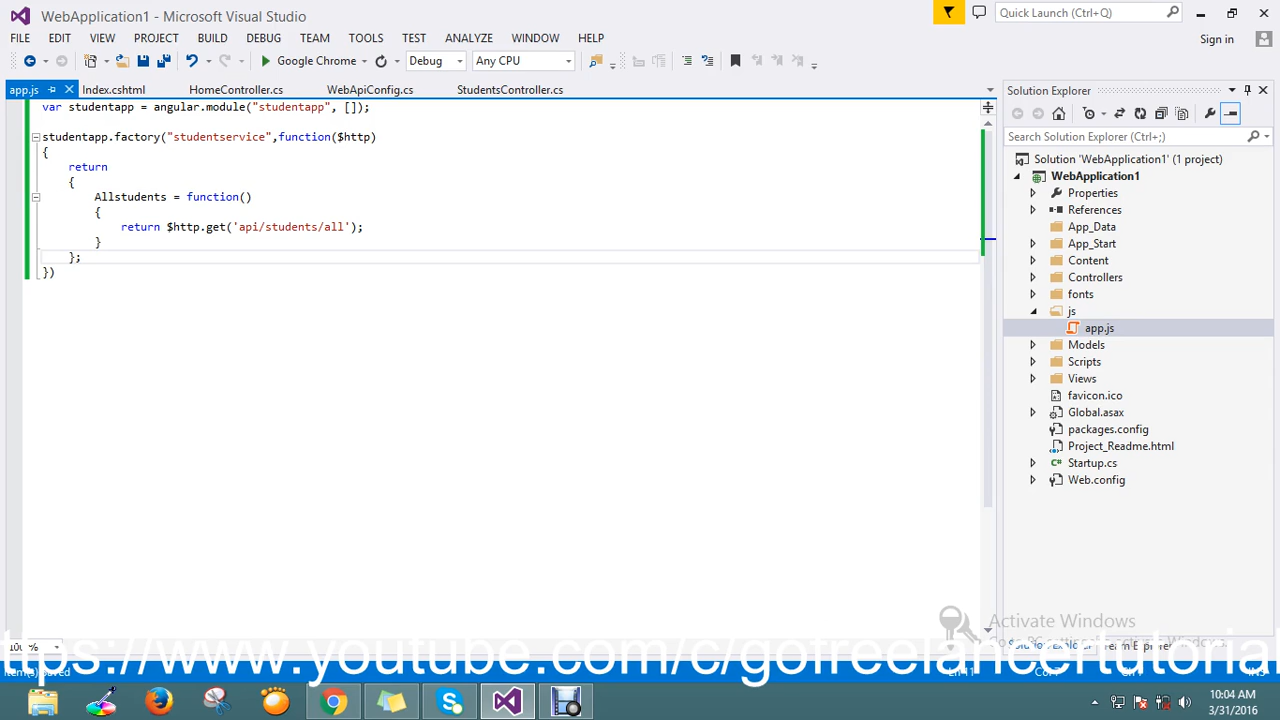 WebApplication1 - Microsoft Visual Studio
Quick Launch (Ctrl+Q)
FILE EDIT VIEW PROJECT BUILD DEBUG TEAM TOOLS TEST ANALYZE WINDOW HELP
Sign in
Google Chrome
Debug
Any CPU
app.js
Index.cshtml
HomeController.cs
WebApiConfig.cs
StudentsController.cs
var studentapp = angular.module("studentapp", []);
studentapp.factory("studentservice",function($http)
{
return
{
Allstudents = function()
{
return $http.get('api/students/all');
}
};
})
Solution Explorer
Search Solution Explorer (Ctrl+;)
Solution 'WebApplication1' (1 project)
WebApplication1
Properties
References
App_Data
App_Start
Content
Controllers
fonts
js
app.js
Models
Scripts
Views
favicon.ico
Global.asax
packages.config
Project_Readme.html
Startup.cs
Web.config
Activate Windows
ttps://www.youtube.com/c/gofreelancertutorial
10:04 AM
3/31/2016